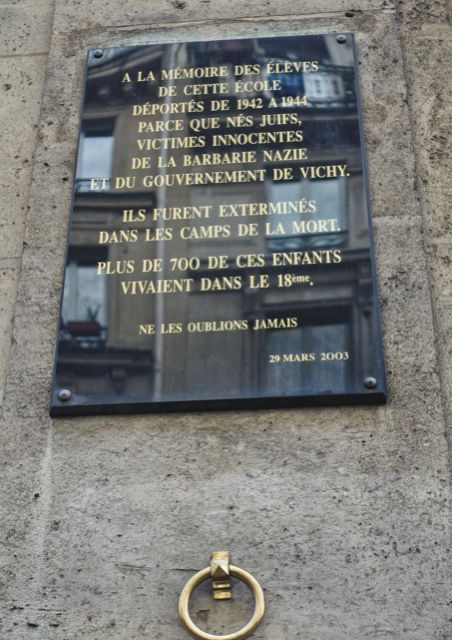 A LA MÉMOIRE DES ÉLÈVES
DE CETTE ÉCOLE
DÉPORTÉS DE 1942 A 1944
PARCE QUE NÉS JUIFS,
VICTIMES INNOCENTES
DE LA BARBARIE NAZIE
ET DU GOUVERNEMENT DE VICHY.
ILS FURENT EXTERMINÉS
DANS LES CAMPS DE LA MORT.
PLUS DE 700 DE CES ENFANTS
VIVAIENT DANS LE 18ème.
NE LES OUBLIONS JAMAIS
29 MARS 2003